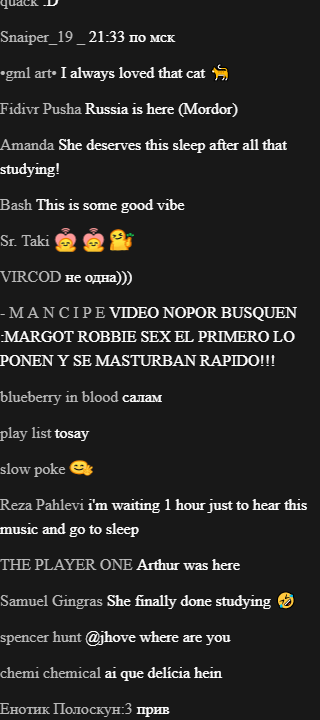 quack :D
Snaiper_19 _ 21:33 по мск
•gml art• I always loved that cat 🐈
Fidivr Pusha Russia is here (Mordor)
Amanda She deserves this sleep after all that
studying!
Bash This is some good vibe
Sr. Taki
VIRCOD не одна)))
- M A N C I P E VIDEO NOPOR BUSQUEN
:MARGOT ROBBIE SEX EL PRIMERO LO
PONEN Y SE MASTURBAN RAPIDO!!!
blueberry in blood салам
play list tosay
slow poke
Reza Pahlevi i'm waiting 1 hour just to hear this
music and go to sleep
THE PLAYER ONE Arthur was here
Samuel Gingras She finally done studying 🤣
spencer hunt @jhove where are you
chemi chemical ai que delícia hein
Енотик Полоскун:3 прив